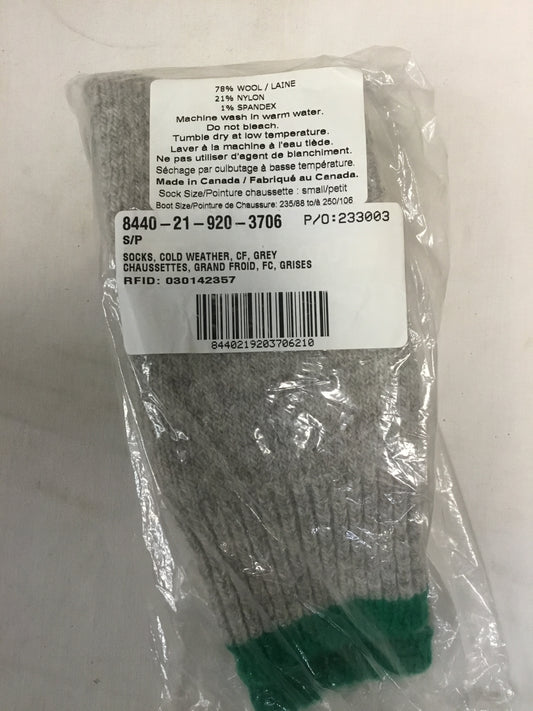 78% WOOL / LAINE
21% NYLON
1% SPANDEX
Machine wash in warm water.
Do not bleach.
Tumble dry at low temperature.
Laver à la machine à l'eau tiède.
Ne pas utiliser d'agent de blanchiment.
Séchage par culbutage à basse température.
Made in Canada / Fabriqué au Canada.
Sock Size/Pointure chaussette : small/petit
Boot Size/Pointure de Chaussure: 235/88 to/à 250/106
8440-21-920-3706 P/O:233003
S/P
SOCKS, COLD WEATHER, CF, GREY
CHAUSSETTES, GRAND FROID, FC, GRISES
RFID: 030142357
8440219203706210